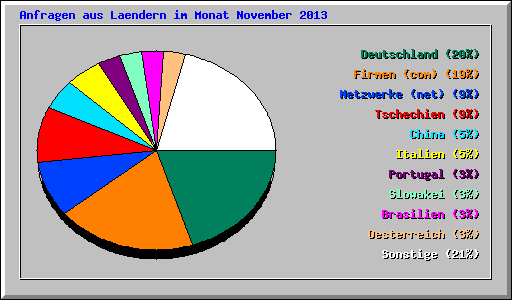 Anfragen aus Laendern im Monat November 2013
Deutschland (20%)
Firmen (com) (19%)
Netzwerke (net) (9%)
Tschechien (9%)
China (5%)
Italien (5%)
Portugal (3%)
Slowakei (3%)
Brasilien (3%)
Oesterreich (3%)
Sonstige (21%)